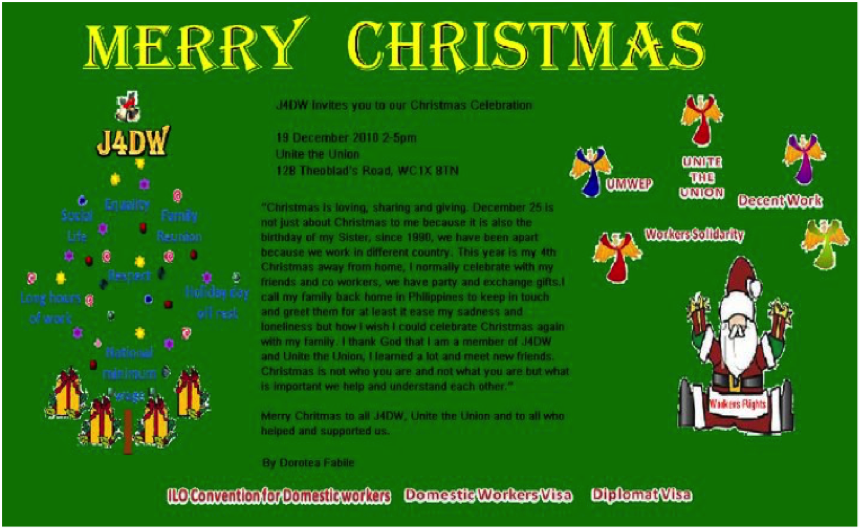 MERRY CHRISTMAS
J4DW
Equality
Social
Life
Family
Reunion
Respect
Long hours
of work
Holiday day
off rest
National
minimum
wage
J4DW Invites you to our Christmas Celebration
19 December 2010 2-5pm
Unite the Union
128 Theoblad's Road, WC1X 8TN
"Christmas is loving, sharing and giving. December 25 is
not just about Christmas to me because it is also the
birthday of my Sister, since 1990, we have been apart
because we work in different country. This year is my 4th
Christmas away from home, I normally celebrate with my
friends and co workers, we have party and exchange gifts.I
call my family back home in Philippines to keep in touch
and greet them for at least it ease my sadness and
loneliness but how I wish I could celebrate Christmas again
with my family. I thank God that I am a member of J4DW
and Unite the Union, I learned a lot and meet new friends.
Christmas is not who you are and not what you are but what
is important we help and understand each other."
Merry Chritmas to all J4DW, Unite the Union and to all who
helped and supported us.
By Dorotea Fabile
UMWEP
UNITE
THE
UNION
Decent Work
Workers Solidarity
Workers Rights
ILO Convention for Domestic workers Domestic Workers Visa Diplomat Visa